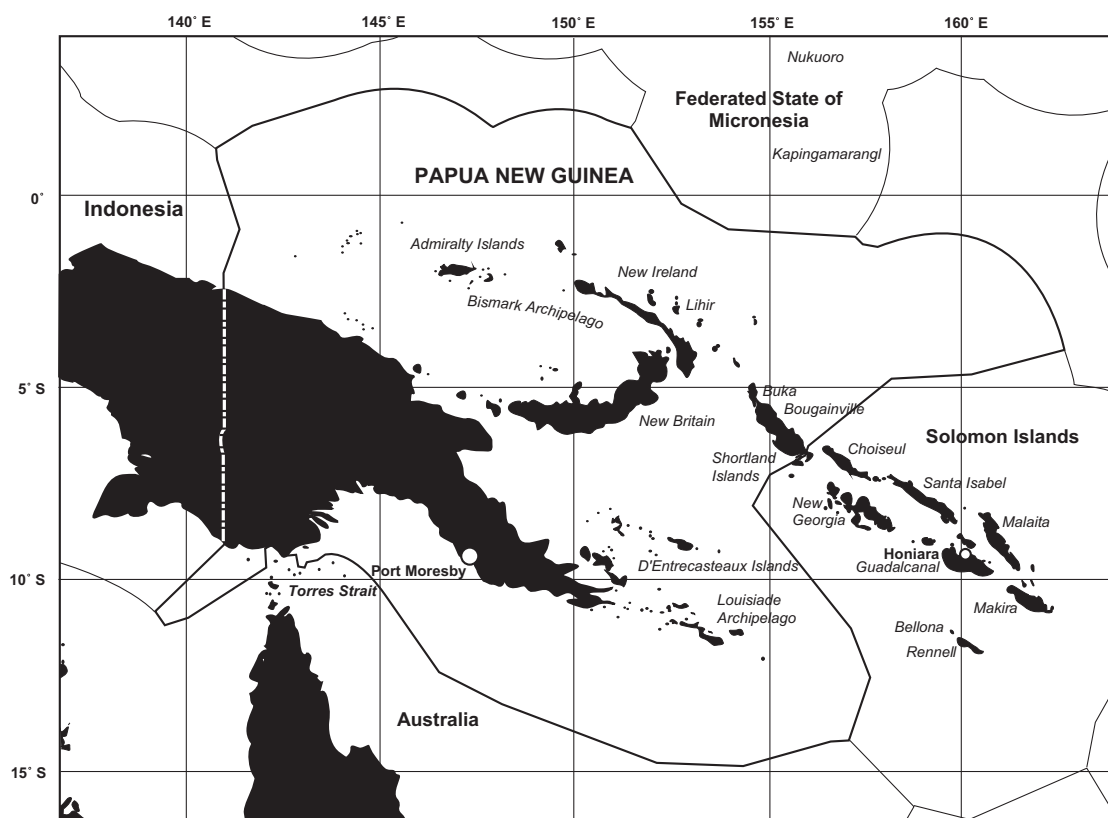 140˚ E
145˚ E
150˚ E
155˚ E
160˚ E
Nukuoro
Federated State of
Micronesia
Kapingamarangl
PAPUA NEW GUINEA
0˚
Indonesia
Admiralty Islands
New Ireland
Bismark Archipelago
Lihir
5˚ S
Buka
Bougainville
New Britain
Solomon Islands
Choiseul
Shortland
Islands
Santa Isabel
New
Georgia
Malaita
Honiara
Guadalcanal
D'Entrecasteaux Islands
Port Moresby
10˚ S
Torres Strait
Louisiade
Archipelago
Makira
Bellona
Rennell
Australia
15˚ S